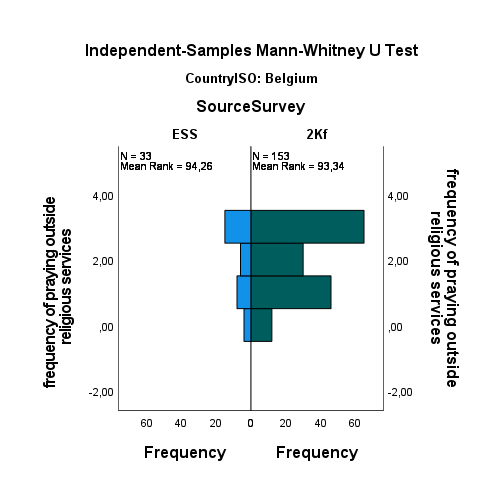 Independent-Samples Mann-Whitney U Test
CountryISO: Belgium
SourceSurvey
ESS 2Kf
N = 33 N = 153
Mean Rank = 94,26 Mean Rank = 93,34
frequency of praying outside
religious services
4,00 4,00
2,00 2,00
,00 ,00
-2,00 -2,00
frequency of praying outside
religious services
60 40 20 0 20 40 60
Frequency Frequency